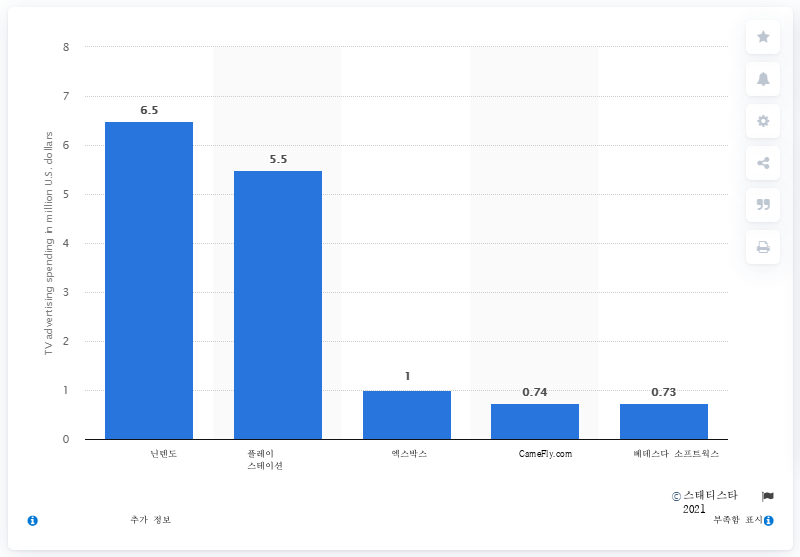 8
7
6
5
4
3
2
1
0
TV advertising spending in million U.S. dollars
6.5
5.5
1
0.74
0.73
닌텐도
플레이
스테이션
엑스박스
CameFly.com
베데스다 소프트웍스
© 스태티스타
2021
추가 정보
부족함 표시